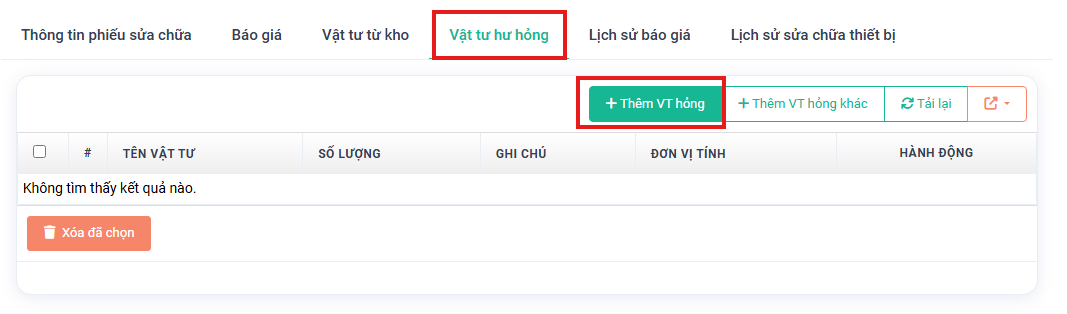 Thông tin phiếu sửa chữa Báo giá Vật tư từ kho Vật tư hư hỏng Lịch sử báo giá Lịch sử sửa chữa thiết bị
+ Thêm VT hỏng + Thêm VT hỏng khác Tải lại
# TÊN VẬT TƯ SỐ LƯỢNG GHI CHÚ ĐƠN VỊ TÍNH HÀNH ĐỘNG
Không tìm thấy kết quả nào.
Xóa đã chọn